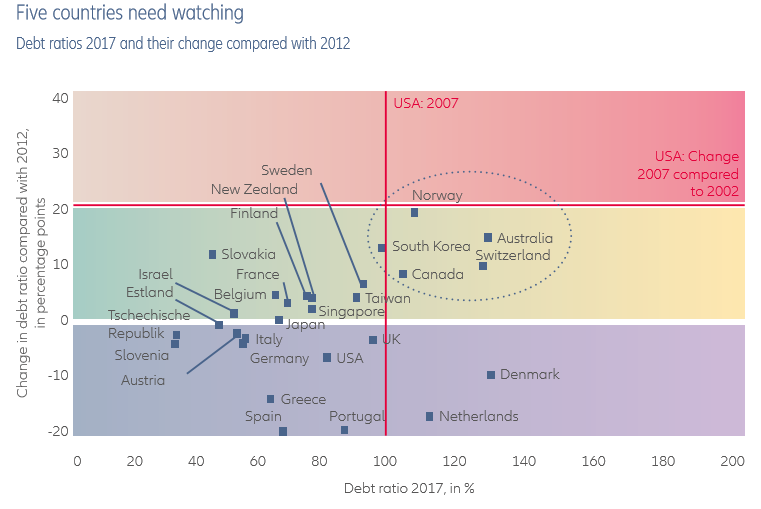 Five countries need watching
Debt ratios 2017 and their change compared with 2012
Change in debt ratio compared with 2012,
in percentage points
40
30
20
10
0
-10
-20
USA: 2007
USA: Change
2007 compared
to 2002
Sweden
New Zealand
Finland
Norway
Slovakia
South Korea
Australia
Switzerland
Israel
France
Canada
Estland
Belgium
Taiwan
Tschechische
Republik
Singapore
Japan
Slovenia
Italy
UK
Germany
USA
Austria
Denmark
Greece
Spain
Portugal
Netherlands
0 20 40 60 80 100 120 140 160 180 200
Debt ratio 2017, in %